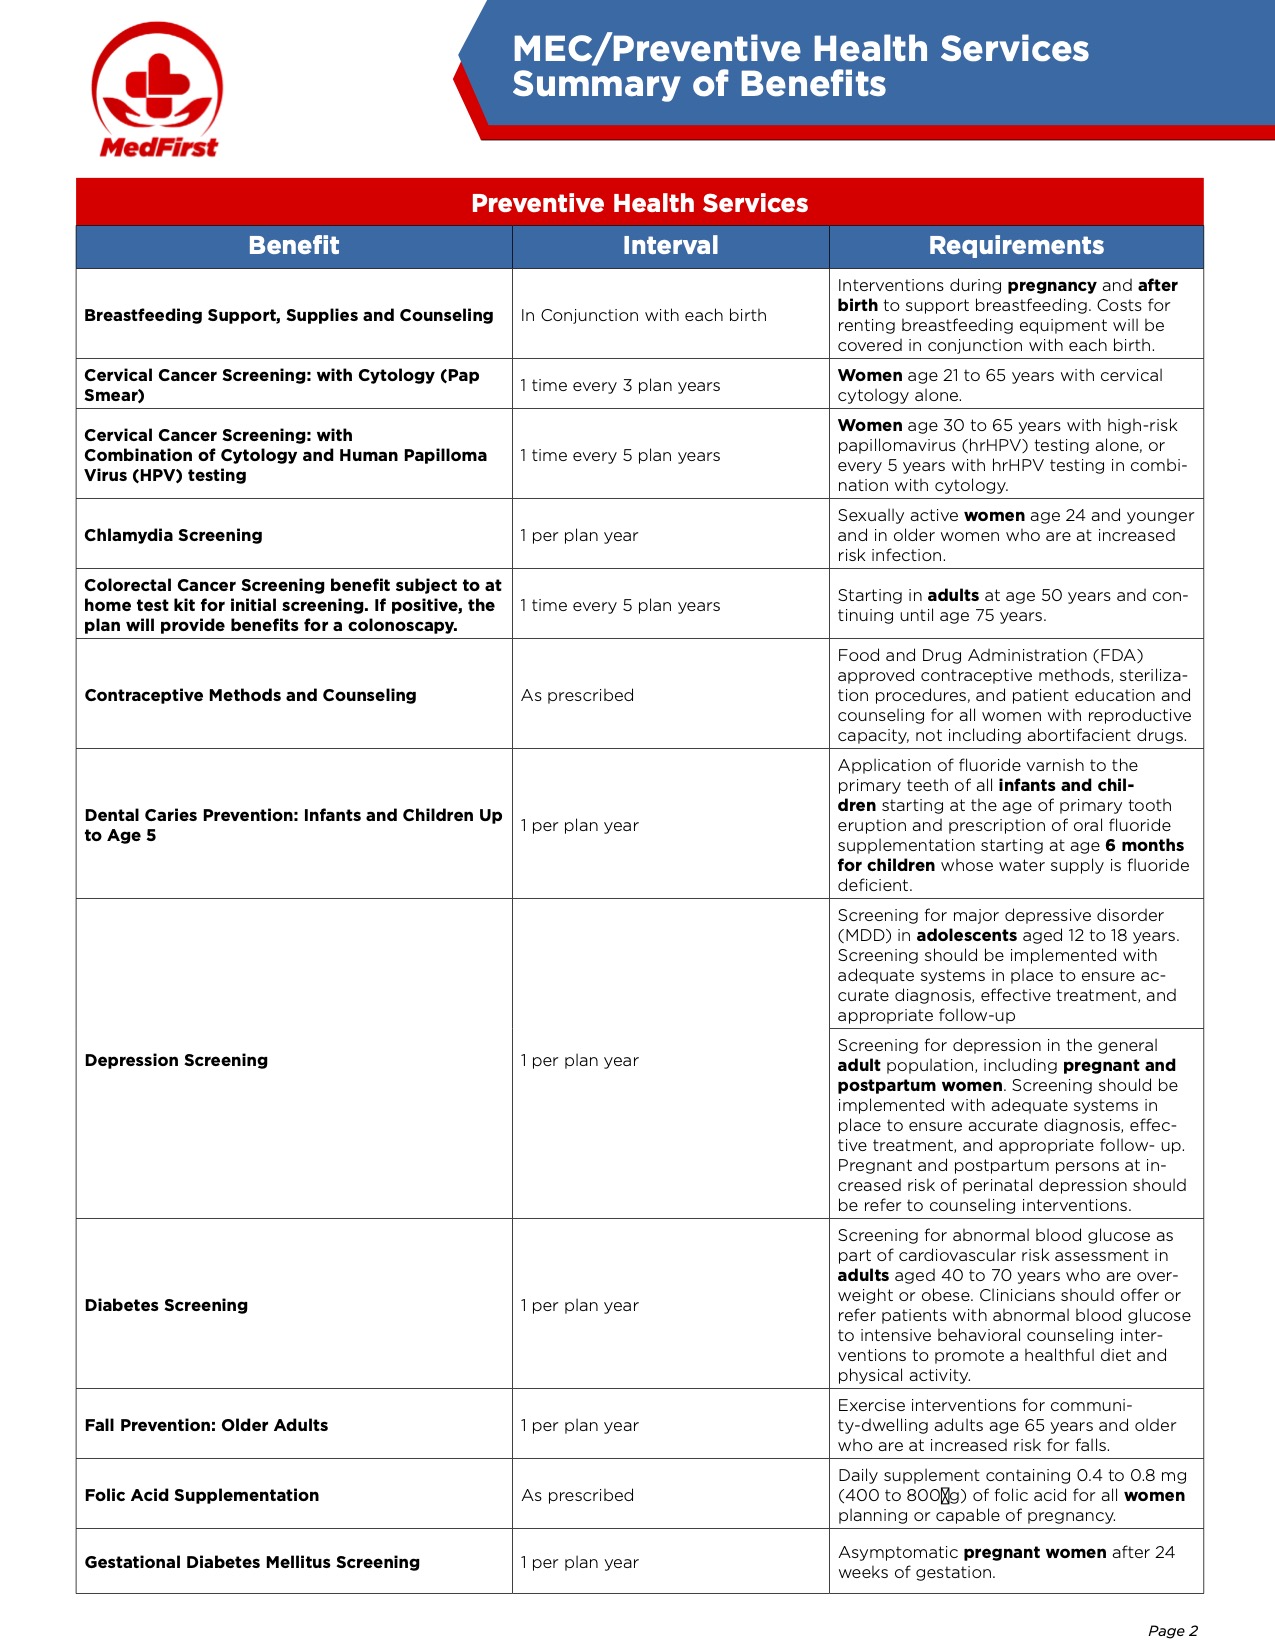 MedFirst
MEC/Preventive Health Services
Summary of Benefits
Preventive Health Services
Benefit
Interval
Requirements
Breastfeeding Support, Supplies and Counseling
In Conjunction with each birth
Interventions during pregnancy and after
birth to support breastfeeding. Costs for
renting breastfeeding equipment will be
covered in conjunction with each birth.
Cervical Cancer Screening: with Cytology (Pap
Smear)
1 time every 3 plan years
Women age 21 to 65 years with cervical
cytology alone.
Cervical Cancer Screening: with
Combination of Cytology and Human Papilloma
Virus (HPV) testing
1 time every 5 plan years
Women age 30 to 65 years with high-risk
papillomavirus (hrHPV) testing alone, or
every 5 years with hrHPV testing in combi-
nation with cytology.
Chlamydia Screening
1 per plan year
Sexually active women age 24 and younger
and in older women who are at increased
risk infection.
Colorectal Cancer Screening benefit subject to at
home test kit for initial screening. If positive, the
plan will provide benefits for a colonoscapy.
1 time every 5 plan years
Starting in adults at age 50 years and con-
tinuing until age 75 years.
Contraceptive Methods and Counseling
As prescribed
Food and Drug Administration (FDA)
approved contraceptive methods, steriliza-
tion procedures, and patient education and
counseling for all women with reproductive
capacity, not including abortifacient drugs.
Dental Caries Prevention: Infants and Children Up
to Age 5
1 per plan year
Application of fluoride varnish to the
primary teeth of all infants and chil-
dren starting at the age of primary tooth
eruption and prescription of oral fluoride
supplementation starting at age 6 months
for children whose water supply is fluoride
deficient.
Depression Screening
1 per plan year
Screening for major depressive disorder
(MDD) in adolescents aged 12 to 18 years.
Screening should be implemented with
adequate systems in place to ensure ac-
curate diagnosis, effective treatment, and
appropriate follow-up
Screening for depression in the general
adult population, including pregnant and
postpartum women. Screening should be
implemented with adequate systems in
place to ensure accurate diagnosis, effec-
tive treatment, and appropriate follow- up.
Pregnant and postpartum persons at in-
creased risk of perinatal depression should
be refer to counseling interventions.
Diabetes Screening
1 per plan year
Screening for abnormal blood glucose as
part of cardiovascular risk assessment in
adults aged 40 to 70 years who are over-
weight or obese. Clinicians should offer or
refer patients with abnormal blood glucose
to intensive behavioral counseling inter-
ventions to promote a healthful diet and
physical activity.
Fall Prevention: Older Adults
1 per plan year
Exercise interventions for communi-
ty-dwelling adults age 65 years and older
who are at increased risk for falls.
Folic Acid Supplementation
As prescribed
Daily supplement containing 0.4 to 0.8 mg
(400 to 800g) of folic acid for all women
planning or capable of pregnancy.
Gestational Diabetes Mellitus Screening
1 per plan year
Asymptomatic pregnant women after 24
weeks of gestation.
Page 2